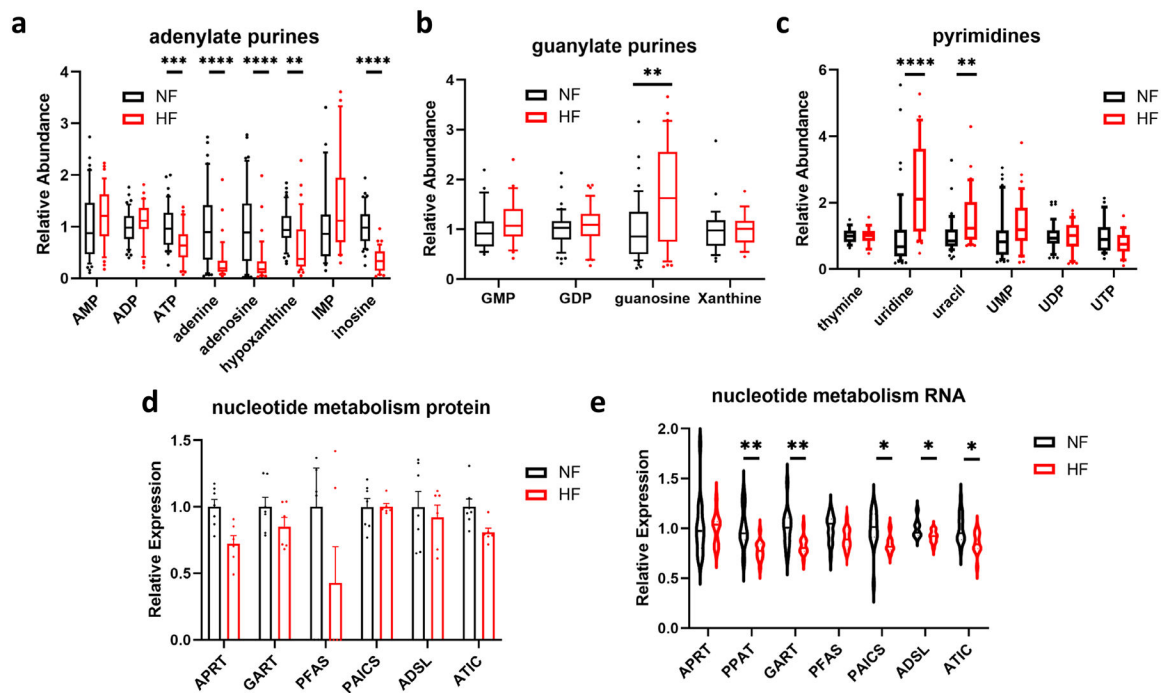 a
adenylate purines
*** **** **** ** ****
NF
HF
Relative Abundance
4
3
2
1
0
AMP
ADP
ATP
adenine
adenosine
hypoxanthine
IMP
inosine
b
guanylate purines
**
NF
HF
Relative Abundance
4
3
2
1
0
GMP
GDP
guanosine
Xanthine
c
pyrimidines
**** **
NF
HF
Relative Abundance
6
4
2
0
thymine
uridine
uracil
UMP
UDP
UTP
d
nucleotide metabolism protein
NF
HF
Relative Expression
1.5
1.0
0.5
0.0
APRT
GART
PFAS
PAICS
ADSL
ATIC
e
nucleotide metabolism RNA
** ** * * *
NF
HF
Relative Expression
2.0
1.5
1.0
0.5
0.0
APRT
PPAT
GART
PFAS
PAICS
ADSL
ATIC